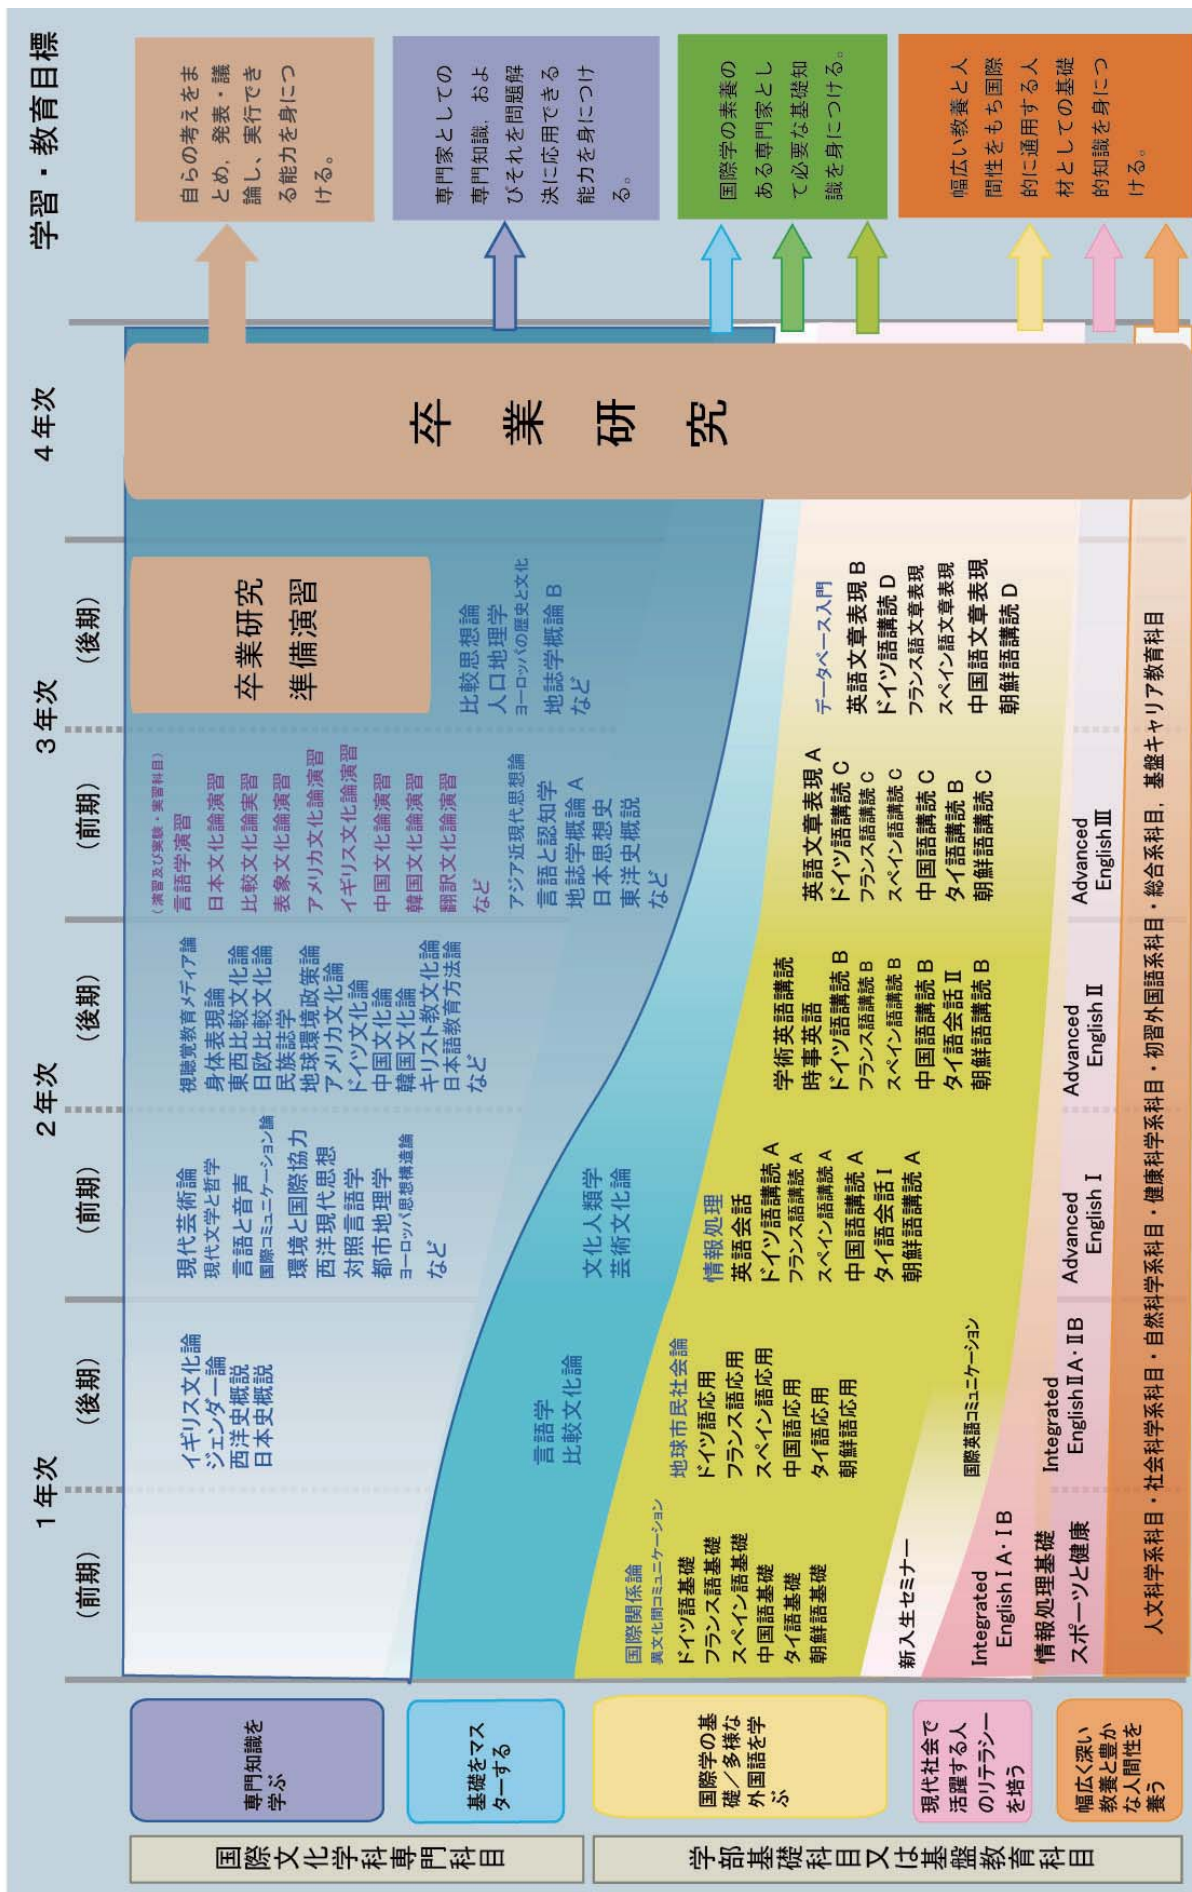 学習・教育目標
1年次
2年次
3年次
4年次
（前期）
（後期）
（前期）
（後期）
（前期）
（後期）
国際文化学科専門科目
学部基礎科目又は基盤教育科目
専門知識を
学ぶ
基礎をマス
ターする
国際学の基
礎／多様な
外国語を学
ぶ
現代社会で
活躍する人
のリテラシー
を培う
幅広く深い
教養と豊か
な人間性を
養う
イギリス文化論
ジェンダー論
西洋史概説
日本史概説
現代芸術論
現代文学と哲学
言語と音声
国際コミュニケーション論
環境と国際協力
西洋現代思想
対照言語学
都市地理学
ヨーロッパ思想構造論
など
視聴覚教育メディア論
身体表現論
東西比較文化論
日欧比較文化論
民族誌学
地球環境政策論
アメリカ文化論
ドイツ文化論
中国文化論
韓国文化論
キリスト教文化論
日本語教育方法論
など
（演習及び実験・実習科目）
言語学演習
日本文化論演習
比較文化論実習
表象文化論演習
アメリカ文化論演習
イギリス文化論演習
中国文化論演習
韓国文化論演習
翻訳文化論演習
など
アジア近現代思想論
言語と認知学
地誌学概論 A
日本思想史
東洋史概説
など
卒業研究
準備演習
比較思想論
人口地理学
ヨーロッパの歴史と文化
地誌学概論 B
など
卒業研究
言語学
比較文化論
文化人類学
芸術文化論
国際関係論
異文化間コミュニケーション
ドイツ語基礎
フランス語基礎
スペイン語基礎
中国語基礎
タイ語基礎
朝鮮語基礎
新入生セミナー
地球市民社会論
ドイツ語応用
フランス語応用
スペイン語応用
中国語応用
タイ語応用
朝鮮語応用
国際英語コミュニケーション
情報処理
英語会話
ドイツ語講読 A
フランス語講読 A
スペイン語講読 A
中国語講読 A
タイ語会話 I
朝鮮語講読 A
学術英語講読
時事英語
ドイツ語講読 B
フランス語講読 B
スペイン語講読 B
中国語講読 B
タイ語会話 II
朝鮮語講読 B
英語文章表現 A
ドイツ語講読 C
フランス語講読 C
スペイン語講読 C
中国語講読 C
タイ語講読 B
朝鮮語講読 C
データベース入門
英語文章表現 B
ドイツ語講読 D
フランス語文章表現
スペイン語文章表現
中国語文章表現
朝鮮語講読 D
Integrated
English I A・I B
情報処理基礎
スポーツと健康
Integrated
English II A・II B
Advanced
English I
Advanced
English II
Advanced
English III
人文科学系科目・社会科学系科目・自然科学系科目・健康科学系科目・初習外国語系科目・総合系科目，基盤キャリア教育科目
自らの考えをま
とめ，発表・議
論し、実行でき
る能力を身につ
ける。
専門家としての
専門知識，およ
びそれを問題解
決に応用できる
能力を身につけ
る。
国際学の素養の
ある専門家とし
て必要な基礎知
識を身につける。
幅広い教養と人
間性をもち国際
的に通用する人
材としての基礎
的知識を身につ
ける。